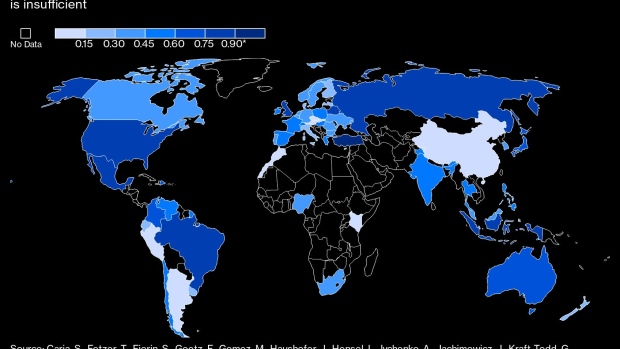 is insufficient
No Data
0.15 0.30 0.45 0.60 0.75 0.90*
Source: Caria, S., Fetzer, T., Fiorin, S., Goetz, F., Gomez, M., Haushofer, J., Hensel, L., Ivchenko, A., Jachimowicz, J., Kraft-Todd, G.,